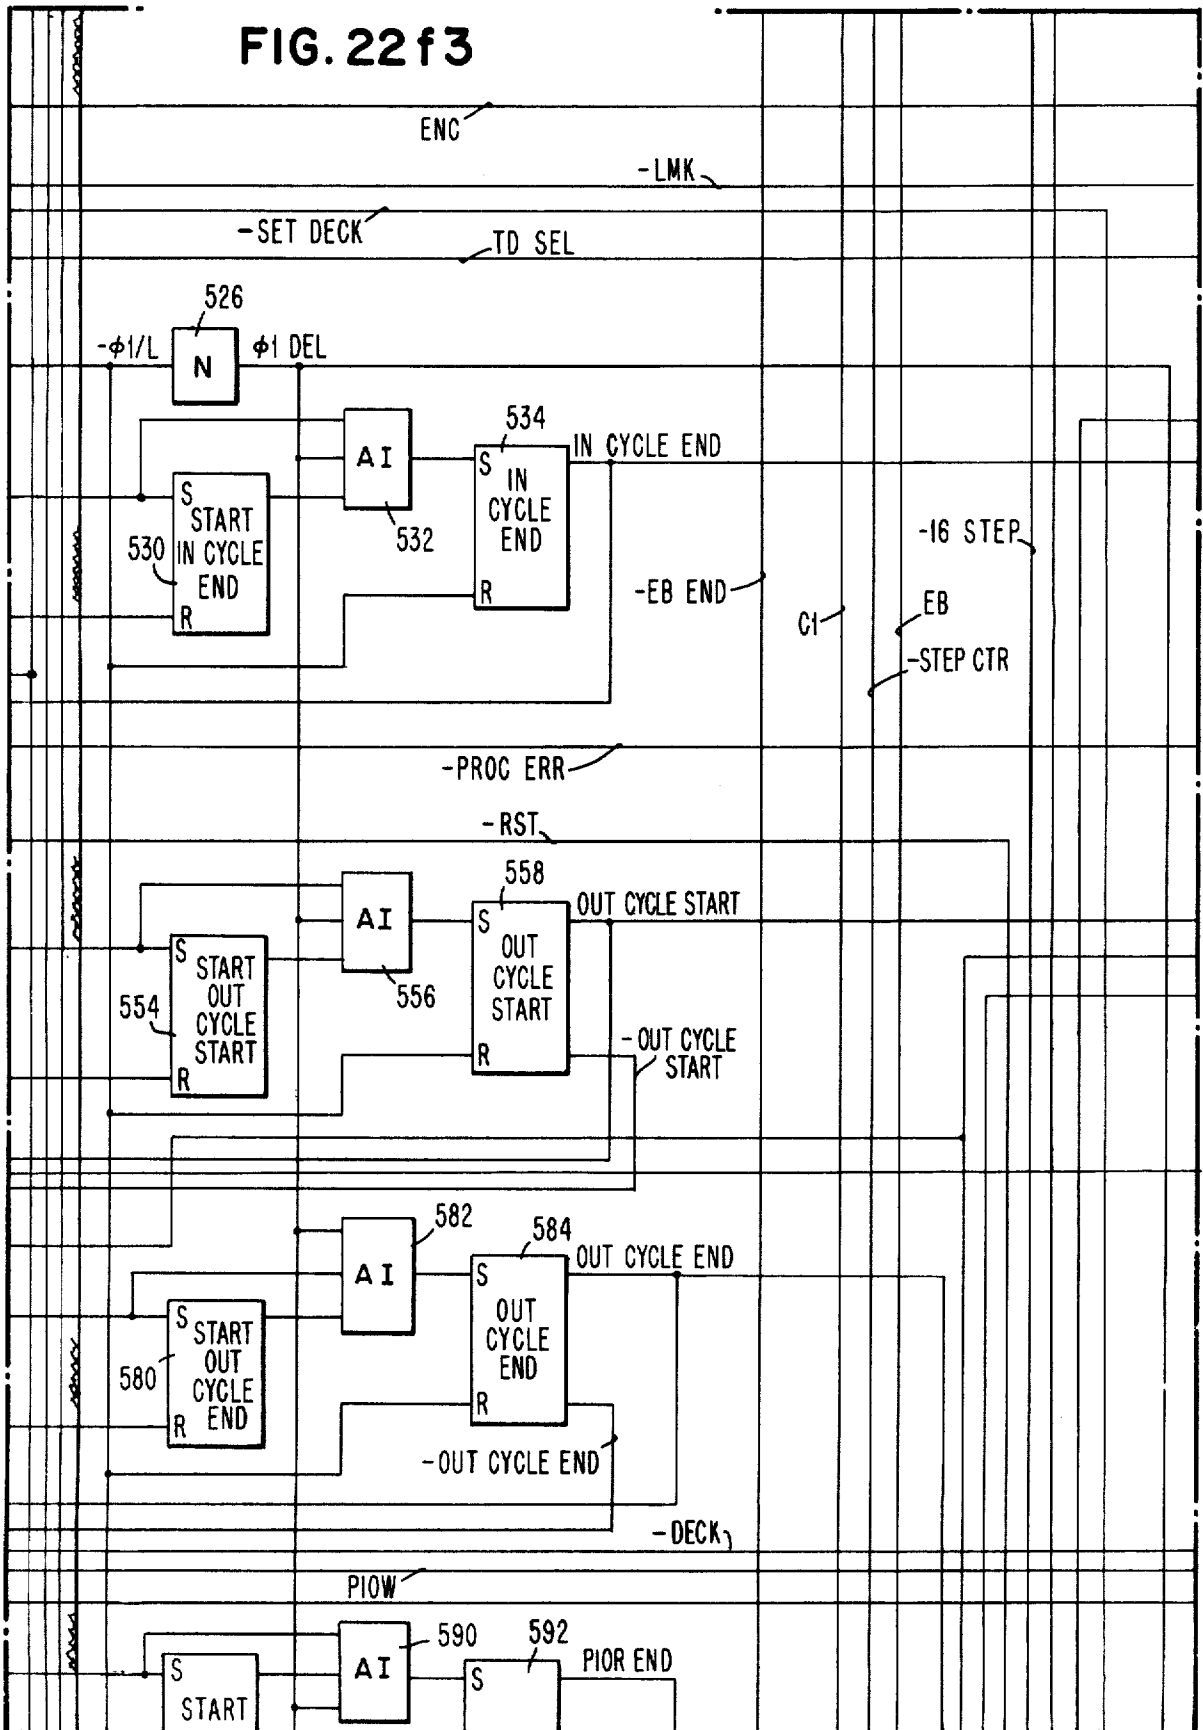 FIG. 22f3
ENC
-LMK
-SET DECK
TD SEL
526
-ϕ1/L
N
ϕ1 DEL
534
AI
S
IN CYCLE END
IN
CYCLE
END
R
532
S
START
IN CYCLE
END
R
530
-16 STEP
-EB END
C1
EB
-STEP CTR
-PROC ERR
-RST
558
AI
S
OUT CYCLE START
OUT
CYCLE
START
R
556
S
START
OUT
CYCLE
START
R
554
-OUT CYCLE
START
582
584
AI
S
OUT CYCLE END
OUT
CYCLE
END
R
S
START
OUT
CYCLE
END
R
580
-OUT CYCLE END
-DECK
PIOW
590
592
AI
S
PIOR END
S
START